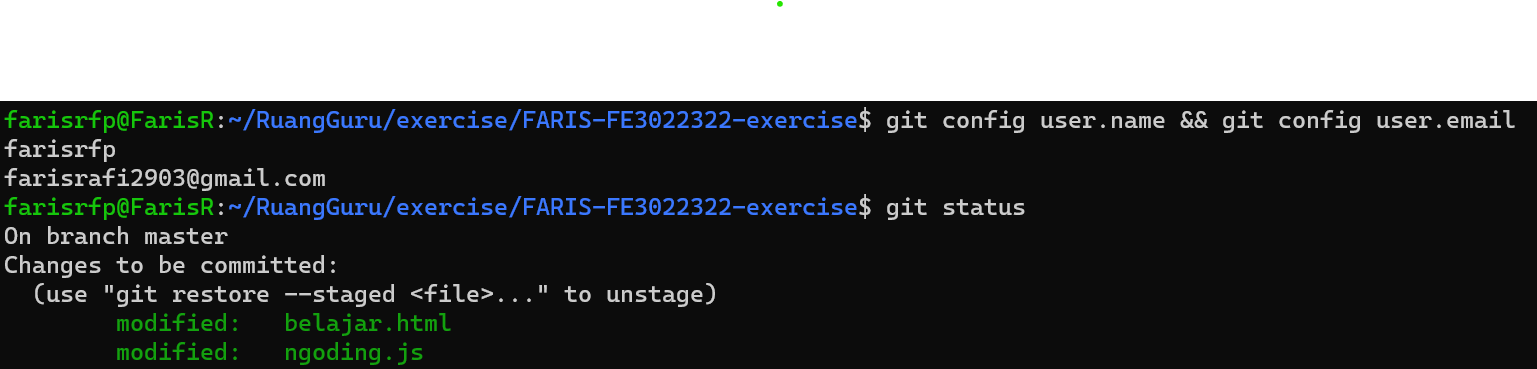 farisrfp@FarisR:~/RuangGuru/exercise/FARIS-FE3022322-exercise$ git config user.name && git config user.email
farisrfp
farisrafi2903@gmail.com
farisrfp@FarisR:~/RuangGuru/exercise/FARIS-FE3022322-exercise$ git status
On branch master
Changes to be committed:
  (use "git restore --staged <file>..." to unstage)
        modified:   belajar.html
        modified:   ngoding.js